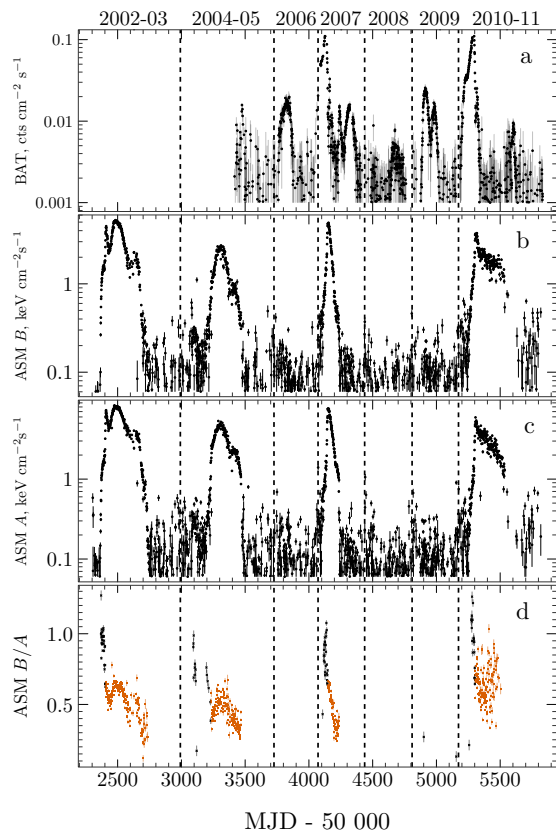 2002-03 2004-05 2006 2007 2008 2009 2010-11
a
0.1
0.01
0.001
BAT, cts cm⁻² s⁻¹
b
1
0.1
ASM B, keV cm⁻²s⁻¹
c
1
0.1
ASM A, keV cm⁻²s⁻¹
d
1.0
0.5
ASM B/A
2500 3000 3500 4000 4500 5000 5500
MJD - 50 000